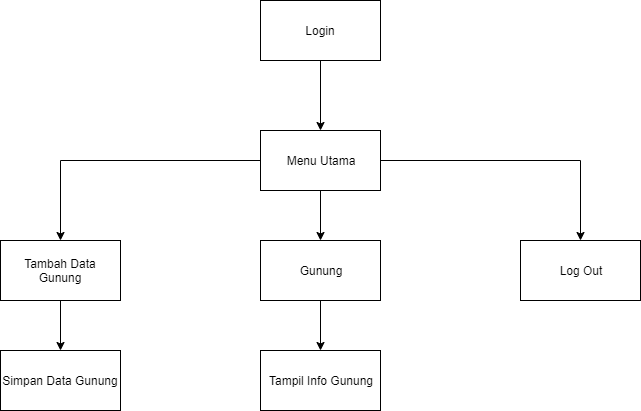 Login
Menu Utama
Tambah Data
Gunung
Gunung
Log Out
Simpan Data Gunung
Tampil Info Gunung